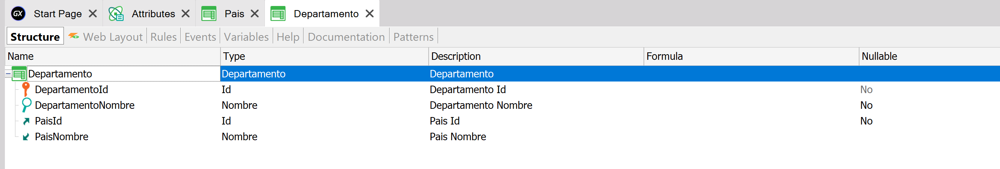 GX Start Page Attributes Pais Departamento
Structure Web Layout Rules Events Variables Help Documentation Patterns
Name Type Description Formula Nullable
Departamento Departamento Departamento
DepartamentoId Id Departamento Id No
DepartamentoNombre Nombre Departamento Nombre No
PaisId Id Pais Id No
PaisNombre Nombre Pais Nombre